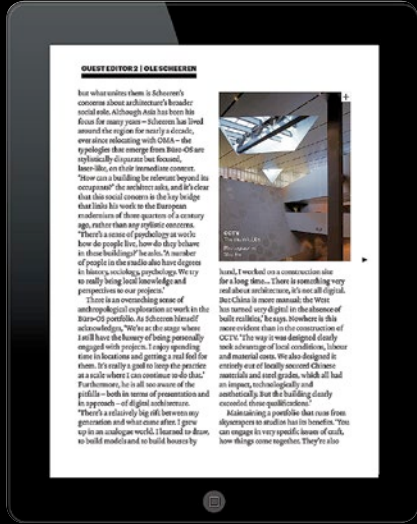 GUEST EDITOR 2 | OLE SCHEEREN
but what unites them is Scheeren's
concerns about architecture's broader
social role. Although Asia has been his
focus for many years – Scheeren has lived
around the region for nearly a decade,
ever since relocating with OMA – the
typologies that emerge from Büro-OS are
stylistically disparate but focused,
laser-like, on their immediate context.
'How can a building be relevant beyond its
occupants?' the architect asks, and it's clear
that this social concern is the key bridge
that links his work to the European
modernism of three-quarters of a century
ago, rather than any stylistic concerns.
'There's a sense of psychology at work:
how do people live, how do they behave
in these buildings?' he asks. 'A number
of people in the studio also have degrees
in history, sociology, psychology. We try
to really bring local knowledge and
perspectives to our projects.'
There is an overarching sense of
anthropological exploration at work in the
Büro-OS portfolio. As Scheeren himself
acknowledges, 'We're at the stage where
I still have the luxury of being personally
engaged with projects. I enjoy spending
time in locations and getting a real feel for
them. It's really a goal to keep the practice
at a scale where I can continue to do that.'
Furthermore, he is all too aware of the
pitfalls – both in terms of presentation and
in approach – of digital architecture.
'There's a relatively big rift between my
generation and what came after. I grew
up in an analogue world. I learned to draw,
to build models and to build houses by
CCTV
hand, I worked on a construction site
for a long time... There is something very
real about architecture, it's not all digital.
But China is more manual; the West
has turned very digital in the absence of
built realities,' he says. Nowhere is this
more evident than in the construction of
CCTV. 'The way it was designed clearly
took advantage of local conditions, labour
and material costs. We also designed it
entirely out of locally sourced Chinese
materials and steel grades, which all had
an impact, technologically and
aesthetically. But the building clearly
exceeded these qualifications.'
Maintaining a portfolio that runs from
skyscrapers to studios has its benefits. 'You
can engage in very specific issues of craft,
how things come together. They're also